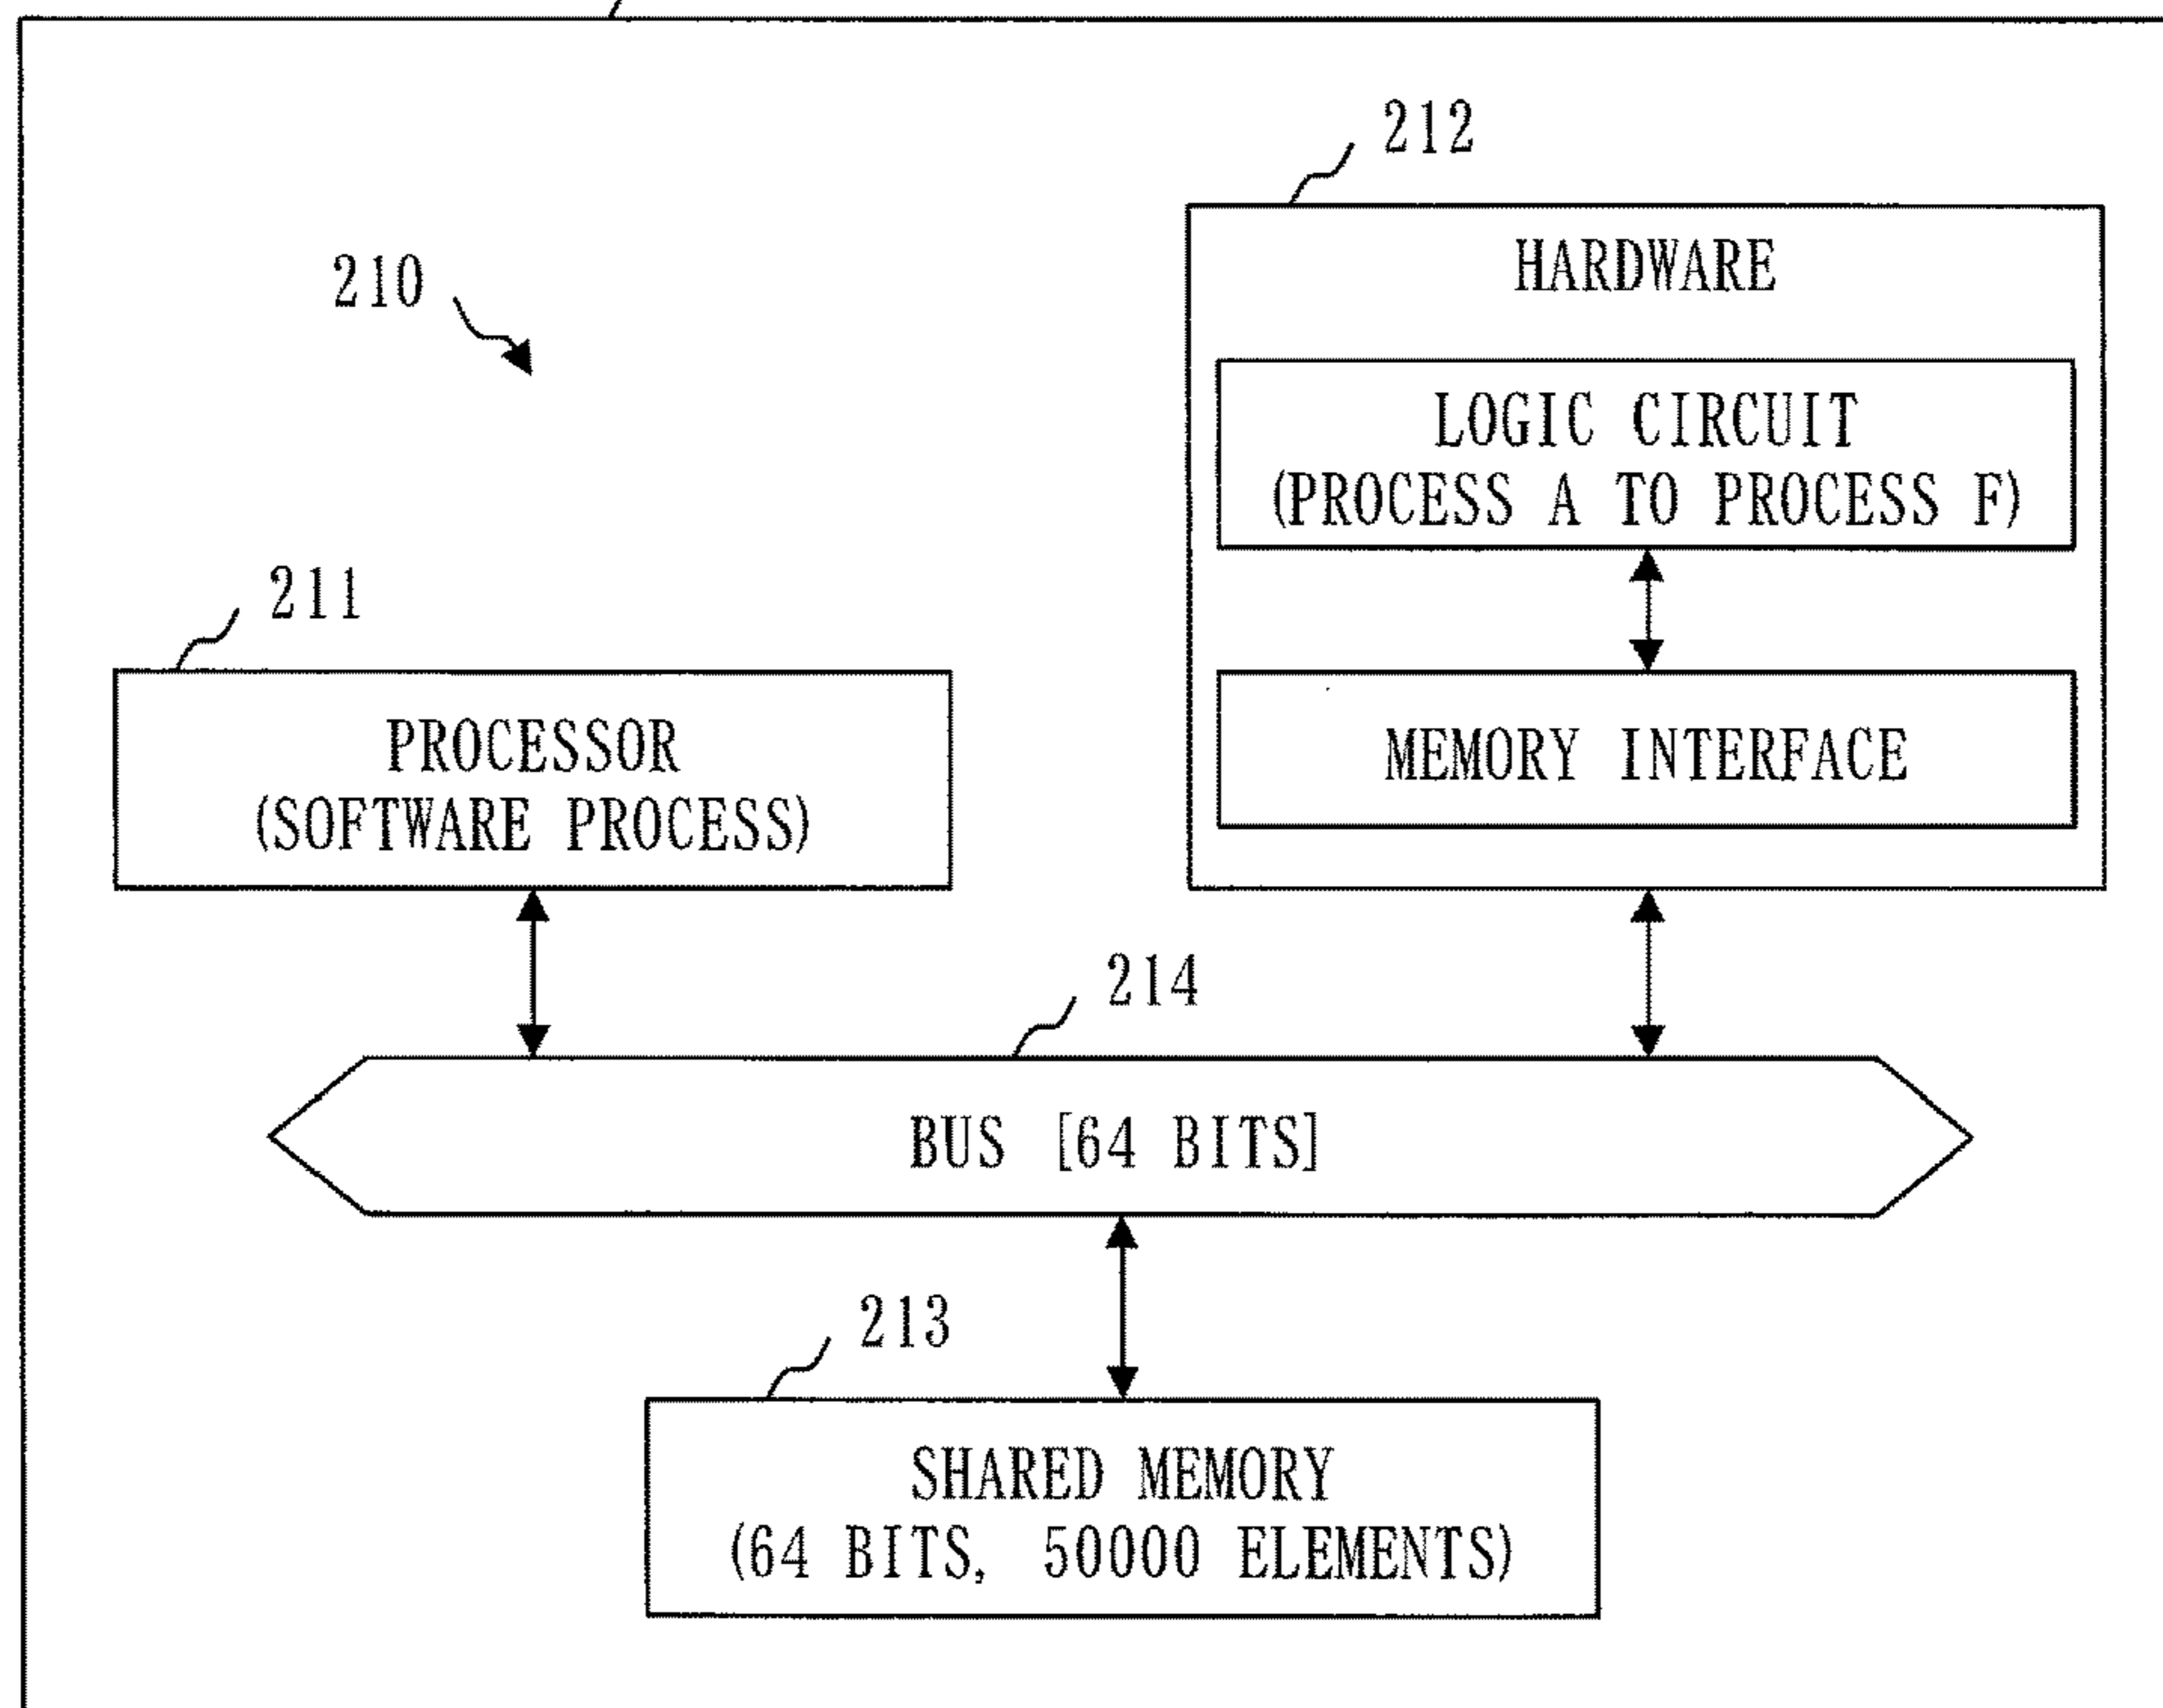 212
HARDWARE
210
LOGIC CIRCUIT
(PROCESS A TO PROCESS F)
211
PROCESSOR
(SOFTWARE PROCESS)
MEMORY INTERFACE
214
BUS [64 BITS]
213
SHARED MEMORY
(64 BITS, 50000 ELEMENTS)